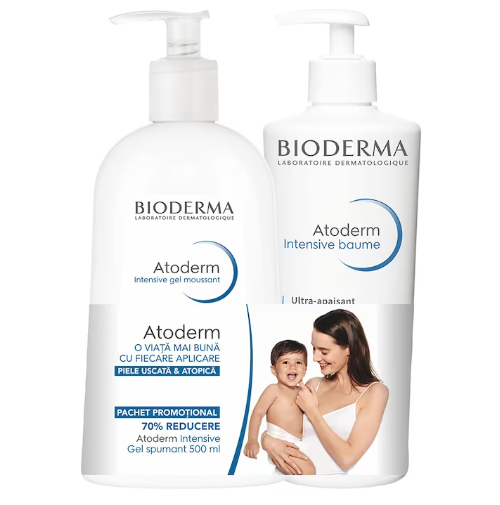 BIODERMA
LABORATOIRE DERMATOLOGIQUE
Atoderm
Intensive gel moussant
BIODERMA
LABORATOIRE DERMATOLOGIQUE
Atoderm
Intensive baume
Ultra-apaisant
Atoderm
O VIAȚĂ MAI BUNĂ
CU FIECARE APLICARE
PIELE USCATĂ & ATOPICĂ
PACHET PROMOȚIONAL
70% REDUCERE
Atoderm Intensive
Gel spumant 500 ml